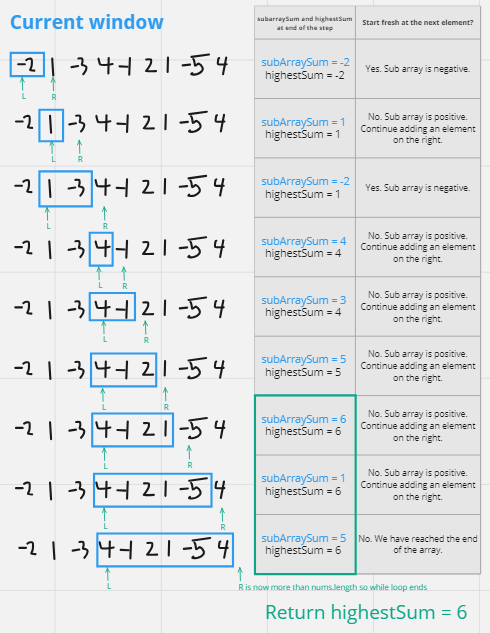 Current window
subarraySum and highestSum
at end of the step
Start fresh at the next element?
-2 1 -3 4 -1 2 1 -5 4
L R
subArraySum = -2
highestSum = -2
Yes. Sub array is negative.
-2 1 -3 4 -1 2 1 -5 4
L R
subArraySum = 1
highestSum = 1
No. Sub array is positive.
Continue adding an element
on the right.
-2 1 -3 4 -1 2 1 -5 4
L R
subArraySum = -2
highestSum = 1
Yes. Sub array is negative.
-2 1 -3 4 -1 2 1 -5 4
L R
subArraySum = 4
highestSum = 4
No. Sub array is positive.
Continue adding an element
on the right.
-2 1 -3 4 -1 2 1 -5 4
L R
subArraySum = 3
highestSum = 4
No. Sub array is positive.
Continue adding an element
on the right.
-2 1 -3 4 -1 2 1 -5 4
L R
subArraySum = 5
highestSum = 5
No. Sub array is positive.
Continue adding an element
on the right.
-2 1 -3 4 -1 2 1 -5 4
L R
subArraySum = 6
highestSum = 6
No. Sub array is positive.
Continue adding an element
on the right.
-2 1 -3 4 -1 2 1 -5 4
L R
subArraySum = 1
highestSum = 6
No. Sub array is positive.
Continue adding an element
on the right.
-2 1 -3 4 -1 2 1 -5 4
subArraySum = 5
highestSum = 6
No. We have reached the end
of the array.
L
R is now more than nums.length so while loop ends
Return highestSum = 6